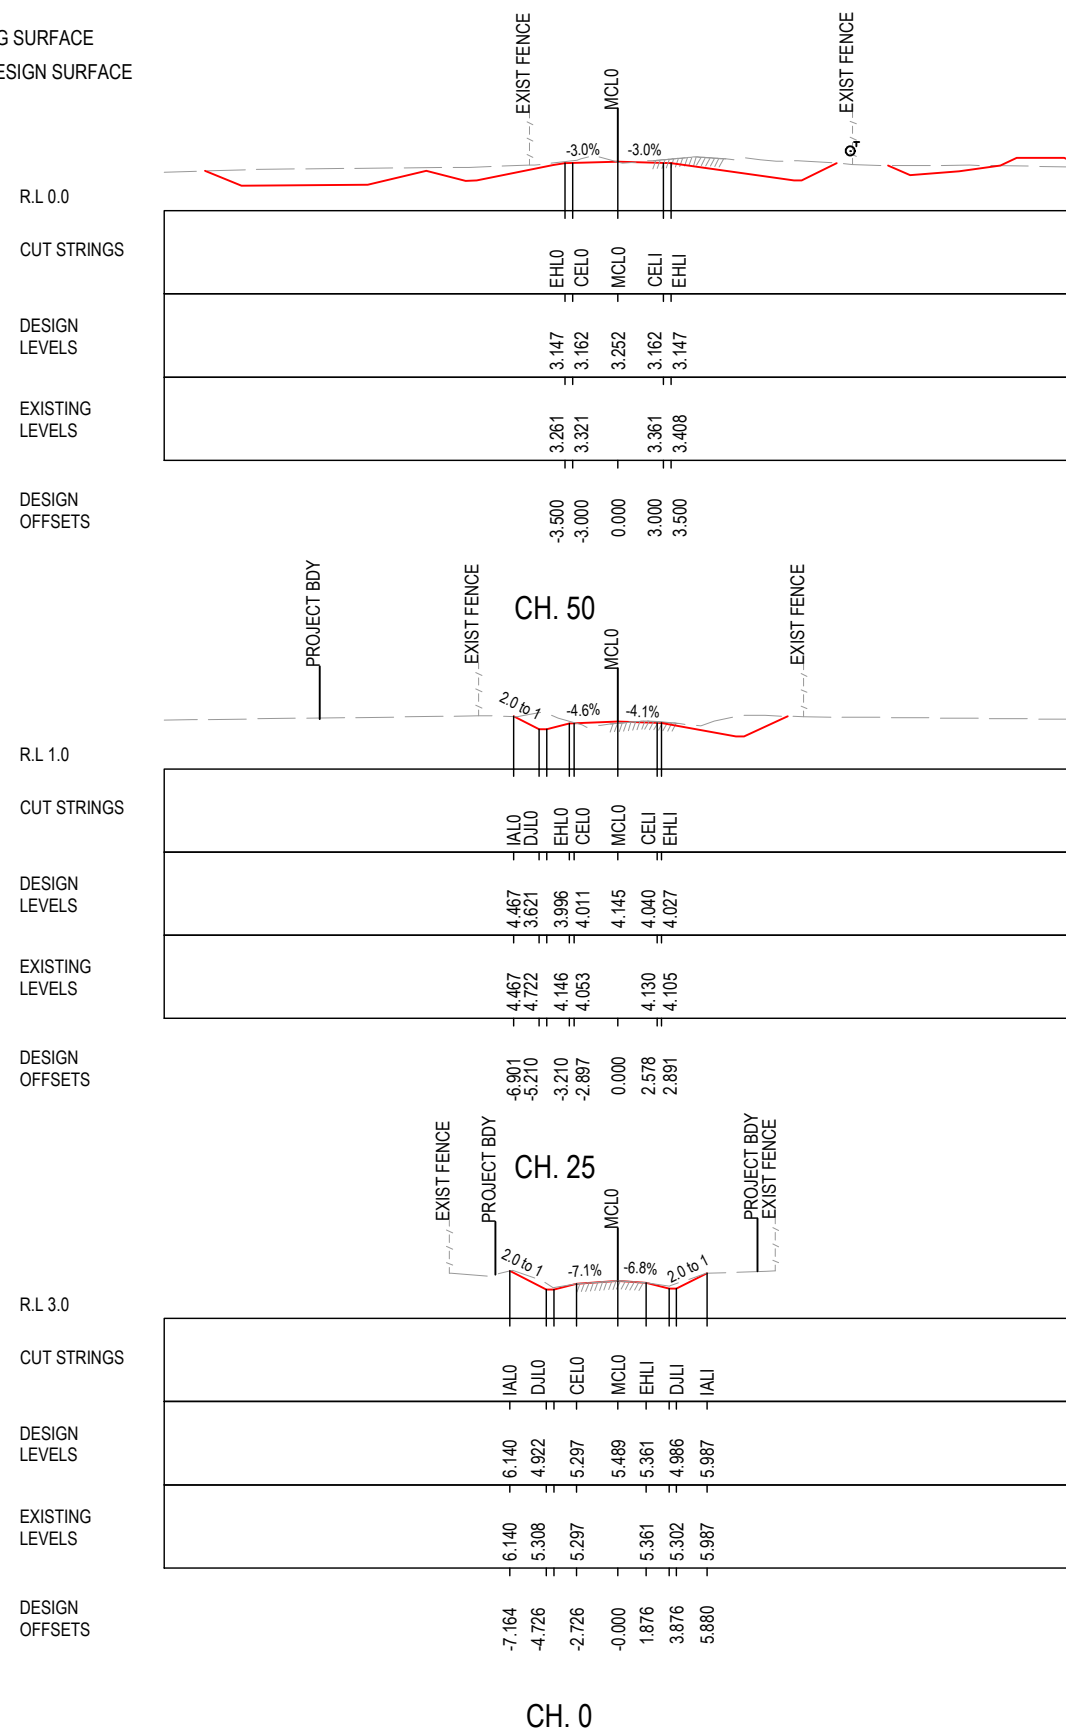 G SURFACE
ESIGN SURFACE
EXIST FENCE
MCL0
EXIST FENCE
-3.0%
-3.0%
R.L 0.0
CUT STRINGS
EHL0 CEL0 MCL0 CELI EHLI
DESIGN
LEVELS
3.147 3.162 3.252 3.162 3.147
EXISTING
LEVELS
3.261 3.321 3.361 3.408
DESIGN
OFFSETS
-3.500 -3.000 0.000 3.000 3.500
CH. 50
PROJECT BDY
EXIST FENCE
MCL0
EXIST FENCE
2.0 to 1
-4.6%
-4.1%
R.L 1.0
CUT STRINGS
IAL0 DJL0 EHL0 CEL0 MCL0 CELI EHLI
DESIGN
LEVELS
4.467 3.621 3.996 4.011 4.145 4.040 4.027
EXISTING
LEVELS
4.467 4.722 4.146 4.053 4.130 4.105
DESIGN
OFFSETS
-6.901 -5.210 -3.210 -2.897 0.000 2.578 2.891
CH. 25
EXIST FENCE
PROJECT BDY
MCL0
PROJECT BDY
EXIST FENCE
2.0 to 1
-7.1%
-6.8%
2.0 to 1
R.L 3.0
CUT STRINGS
IAL0 DJL0 CEL0 MCL0 EHLI DJLI IALI
DESIGN
LEVELS
6.140 4.922 5.297 5.489 5.361 4.986 5.987
EXISTING
LEVELS
6.140 5.308 5.297 5.361 5.302 5.987
DESIGN
OFFSETS
-7.164 -4.726 -2.726 -0.000 1.876 3.876 5.880
CH. 0